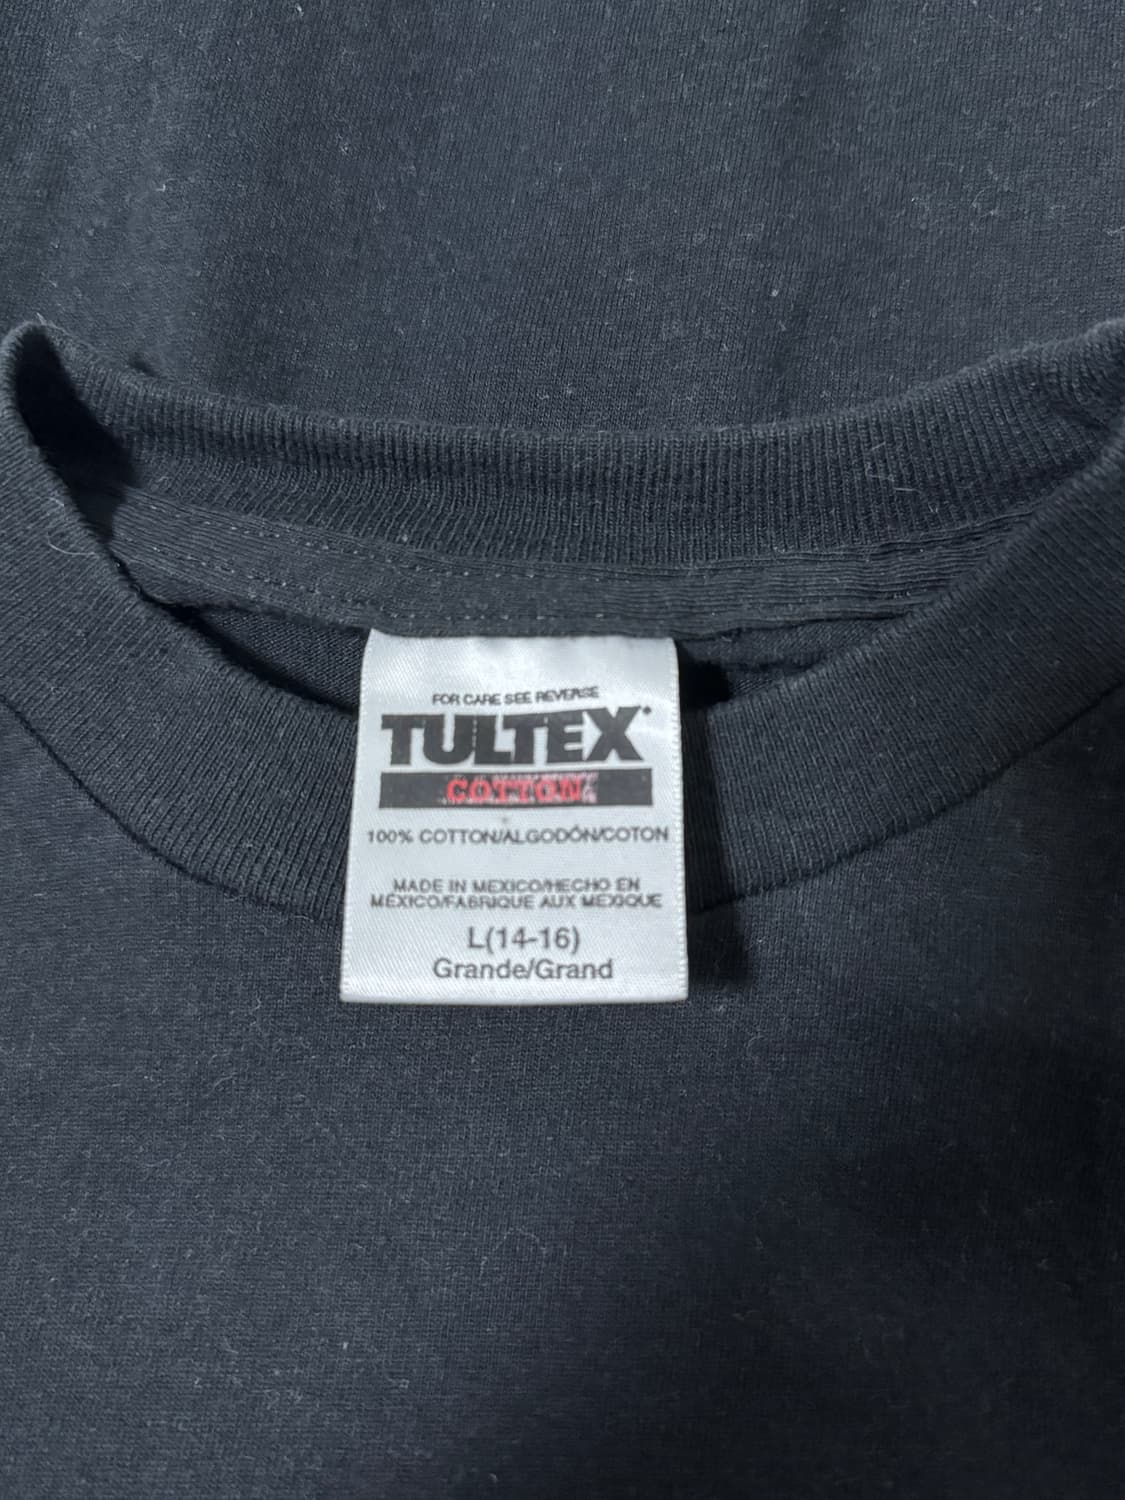 FOR CARE SEE REVERSE
TULTEX
COTTON
100% COTTON/ALGODÓN/COTON
MADE IN MEXICO/HECHO EN
MÉXICO/FABRIQUE AUX MEXIQUE
L(14-16)
Grande/Grand